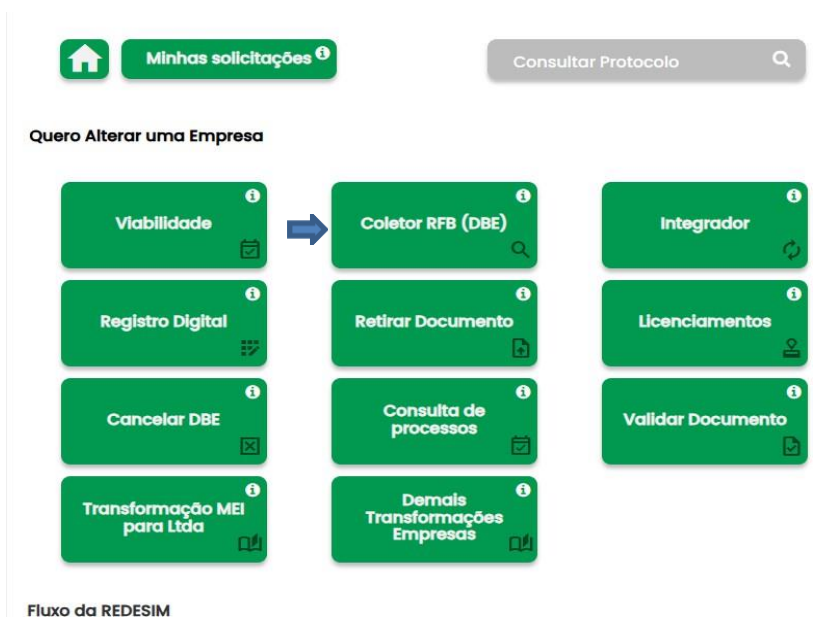 Minhas solicitações
Consultar Protocolo
Quero Alterar uma Empresa
Viabilidade
Coletor RFB (DBE)
Integrador
Registro Digital
Retirar Documento
Licenciamentos
Cancelar DBE
Consulta de
processos
Validar Documento
Transformação MEI
para Ltda
Demais
Transformações
Empresas
Fluxo da REDESIM